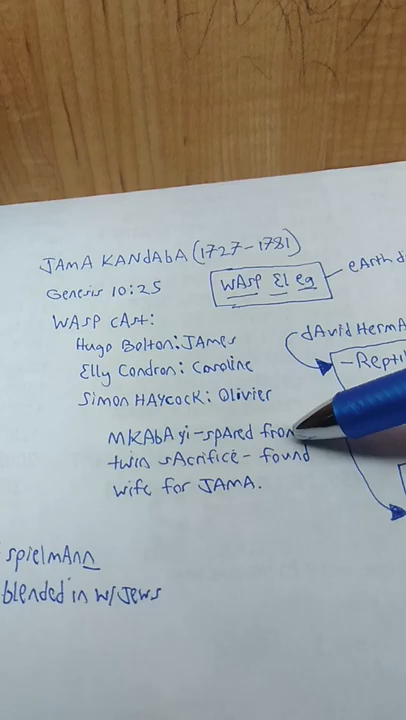 JAMA KANDABA (1727-1781)
Genesis 10:25
WASP El eg
eArth d
WASP cAst:
Hugo Bolton: JAmes
Elly Condron: Caroline
Simon HAYcock: Olivier
dAvid HermA
-Repti
MKAbAyi-spAred from
twin sAcrifice - found
wife for JAMA.
spielmAnn
blended in w/Jews